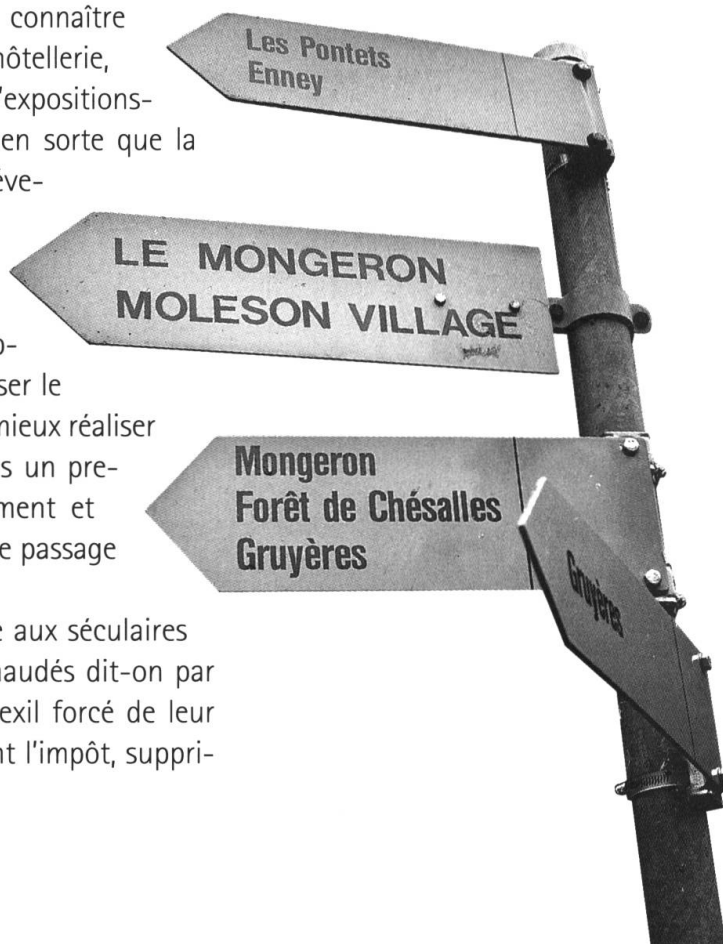 connaître
hôtellerie,
'expositions-
en sorte que la
ser le
mieux réaliser
s un pre-
ment et
e passage
e aux séculaires
naudés dit-on par
exil forcé de leur
nt l'impôt, suppri-
Les Pontets
Enney
LE MONGERON
MOLESON VILLAGE
Mongeron
Forêt de Chésalles
Gruyères
Gruyères